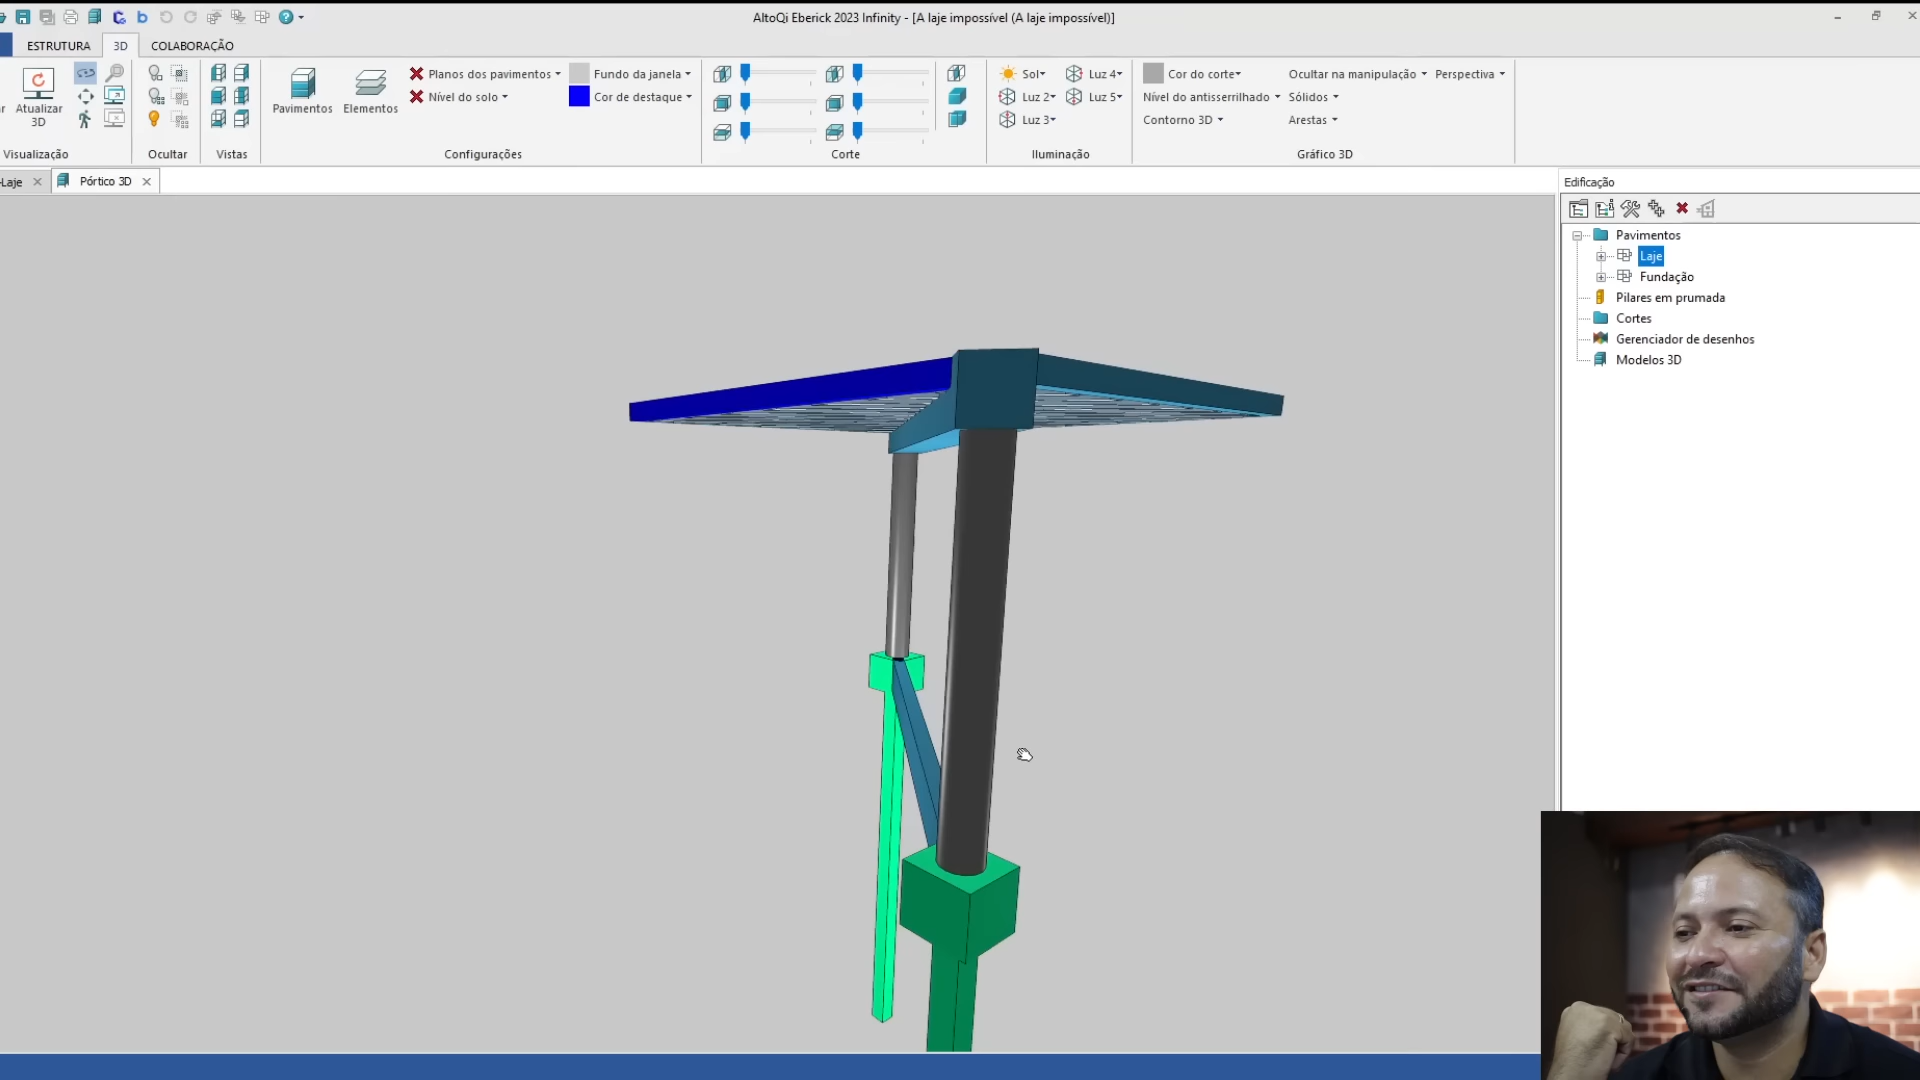 AltoQi Eberick 2023 Infinity - [A laje impossível (A laje impossível)]
ESTRUTURA 3D COLABORAÇÃO
Atualizar 3D
Visualização
Ocultar
Vistas
Pavimentos
Elementos
Planos dos pavimentos
Nível do solo
Fundo da janela
Cor de destaque
Configurações
Corte
Sol
Luz 2
Luz 3
Luz 4
Luz 5
Iluminação
Cor do corte
Nível do antisserrilhado
Contorno 3D
Ocultar na manipulação
Sólidos
Arestas
Perspectiva
Gráfico 3D
Laje
Pórtico 3D
Edificação
Pavimentos
Laje
Fundação
Pilares em prumada
Cortes
Gerenciador de desenhos
Modelos 3D